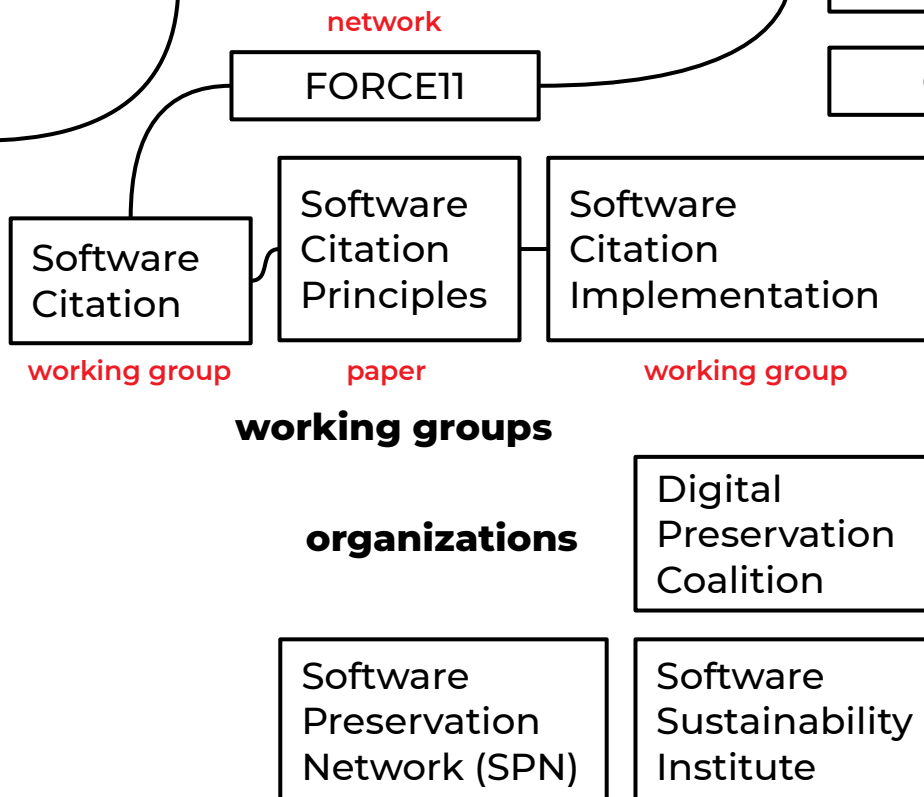 network
FORCE11
Software
Citation
working group
Software
Citation
Principles
paper
Software
Citation
Implementation
working group
working groups
organizations
Digital
Preservation
Coalition
Software
Preservation
Network (SPN)
Software
Sustainability
Institute